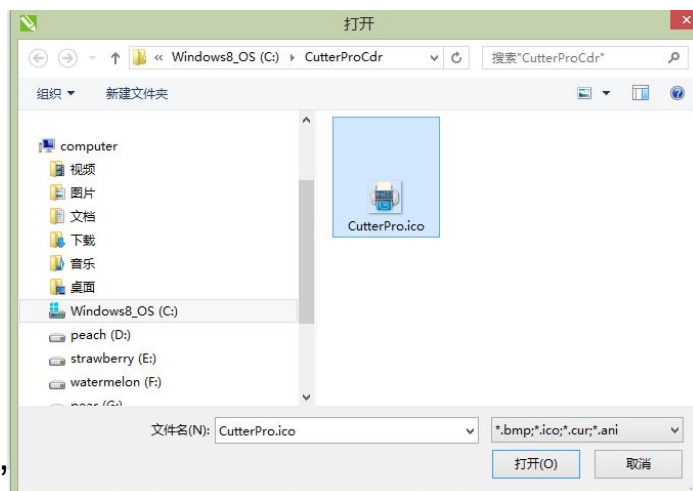 打开
« Windows8_OS (C:) ▸ CutterProCdr
搜索"CutterProCdr"
组织 ▼ 新建文件夹
computer
视频
图片
文档
下载
音乐
桌面
Windows8_OS (C:)
peach (D:)
strawberry (E:)
watermelon (F:)
pear (G:)
CutterPro.ico
文件名(N): CutterPro.ico
*.bmp;*.ico;*.cur;*.ani
打开(O) 取消
,